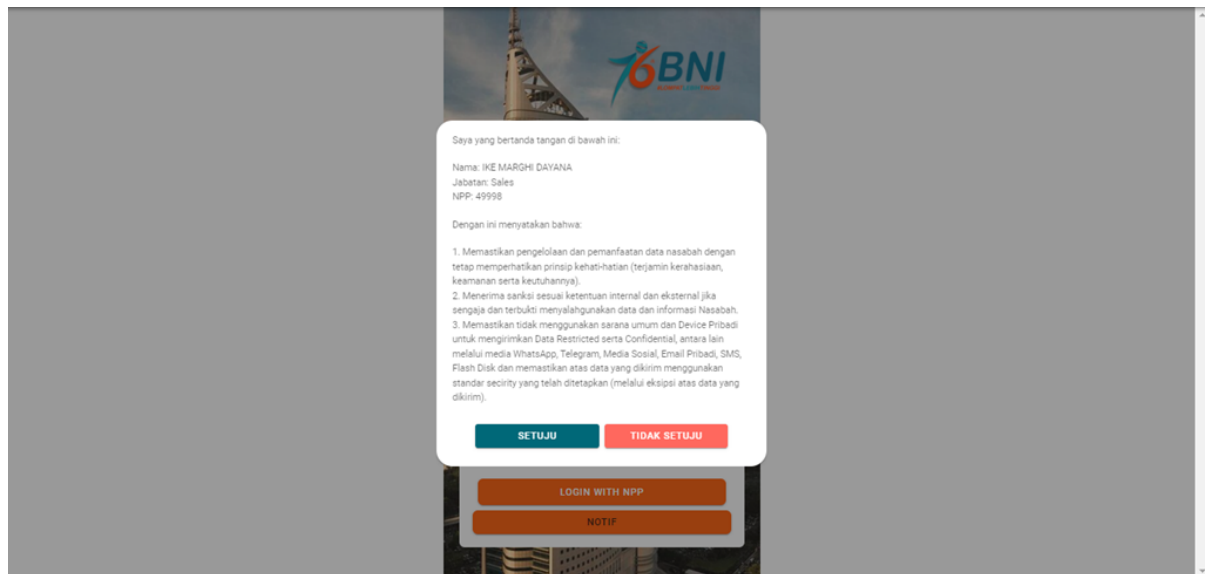 76BNI
Saya yang bertanda tangan di bawah ini:
Nama: IKE MARGHI DAYANA
Jabatan: Sales
NPP: 49998
Dengan ini menyatakan bahwa:
1. Memastikan pengelolaan dan pemanfaatan data nasabah dengan
tetap memperhatikan prinsip kehati-hatian (terjamin kerahasiaan,
keamanan serta keutuhannya).
2. Menerima sanksi sesuai ketentuan internal dan eksternal jika
sengaja dan terbukti menyalahgunakan data dan informasi Nasabah.
3. Memastikan tidak menggunakan sarana umum dan Device Pribadi
untuk mengirimkan Data Restricted serta Confidential, antara lain
melalui media WhatsApp, Telegram, Media Sosial, Email Pribadi, SMS,
Flash Disk dan memastikan atas data yang dikirim menggunakan
standar secirity yang telah ditetapkan (melalui eksipsi atas data yang
dikirim).
SETUJU TIDAK SETUJU
LOGIN WITH NPP
NOTIF